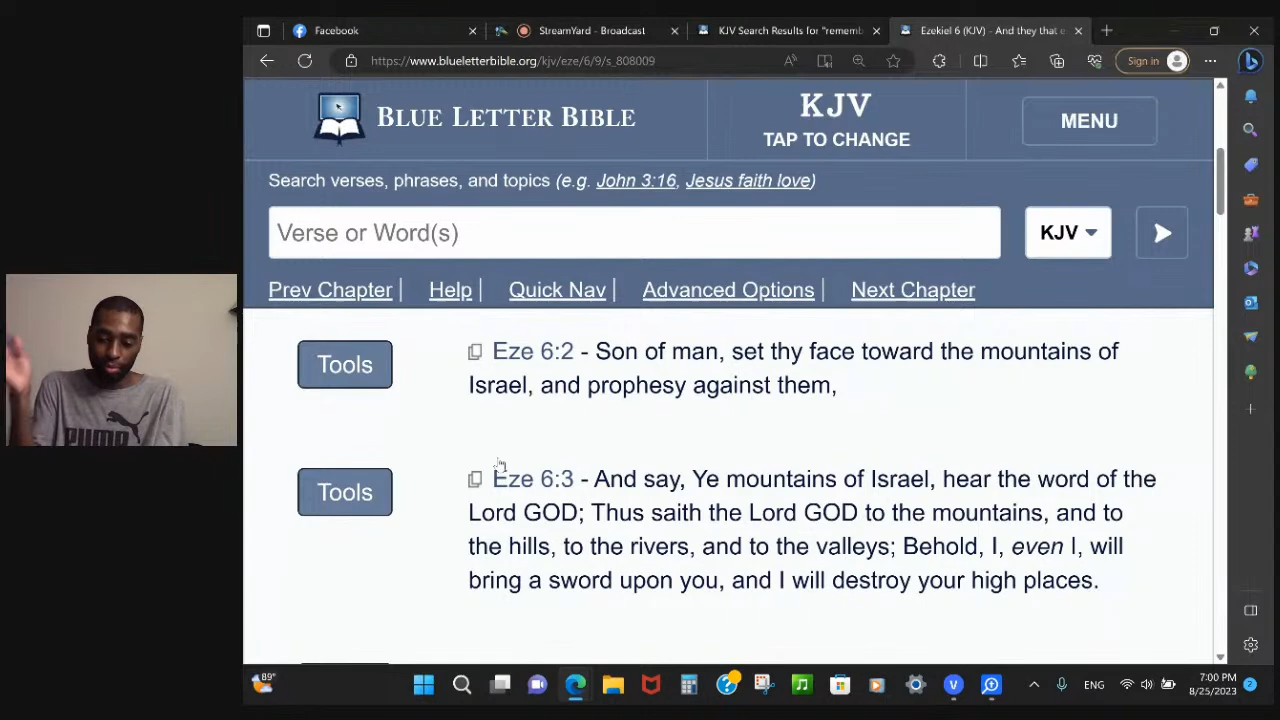 Facebook
StreamYard - Broadcast
KJV Search Results for "rememb
Ezekiel 6 (KJV) - And they that e
https://www.blueletterbible.org/kjv/eze/6/9/s_808009
Sign in
BLUE LETTER BIBLE
KJV
TAP TO CHANGE
MENU
Search verses, phrases, and topics (e.g. John 3:16, Jesus faith love)
Verse or Word(s)
KJV
Prev Chapter | Help | Quick Nav | Advanced Options | Next Chapter
Tools
Eze 6:2 - Son of man, set thy face toward the mountains of
Israel, and prophesy against them,
Tools
Eze 6:3 - And say, Ye mountains of Israel, hear the word of the
Lord GOD; Thus saith the Lord GOD to the mountains, and to
the hills, to the rivers, and to the valleys; Behold, I, even I, will
bring a sword upon you, and I will destroy your high places.
PUMA
89°
ENG
7:00 PM
8/25/2023
2